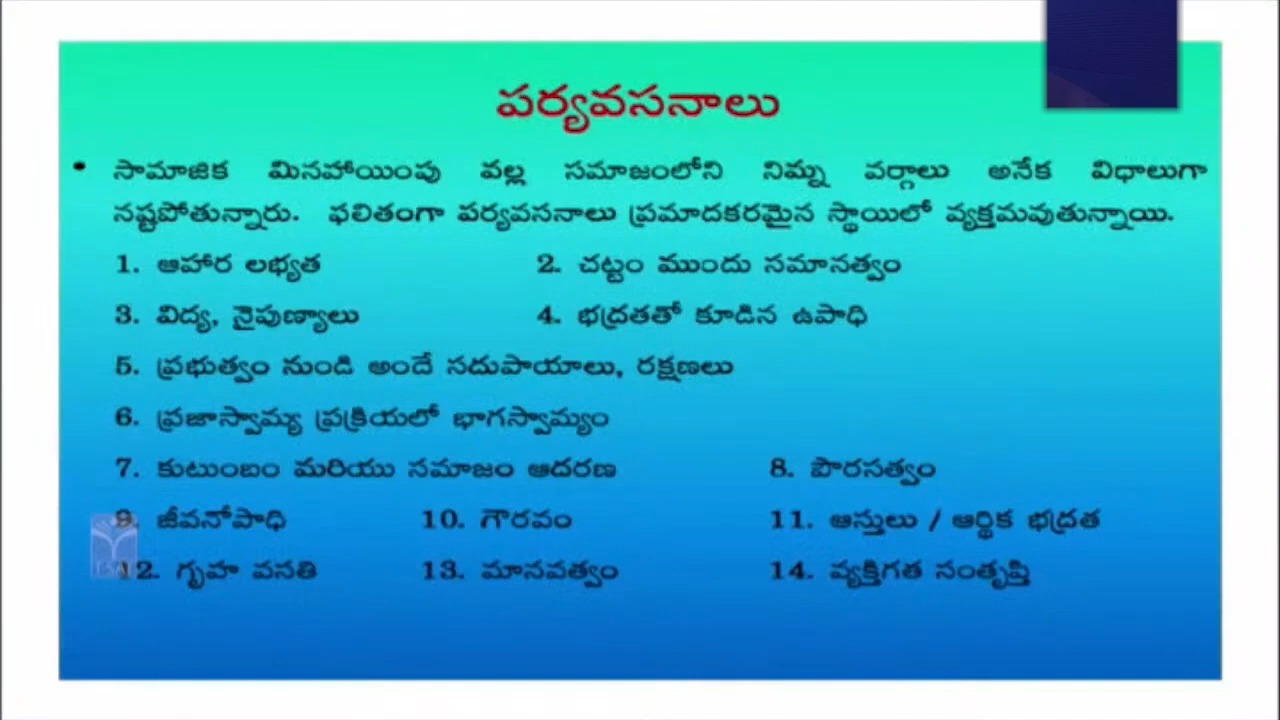 పర్యవసనాలు
• సామాజిక మినహాయింపు వల్ల సమాజంలోని నిమ్న వర్గాలు అనేక విధాలుగా
నష్టపోతున్నారు. ఫలితంగా పర్యవసనాలు ప్రమాదకరమైన స్థాయిలో వ్యక్తమవుతున్నాయి.
1. ఆహార లభ్యత 2. చట్టం ముందు సమానత్వం
3. విద్య, నైపుణ్యాలు 4. భద్రతతో కూడిన ఉపాధి
5. ప్రభుత్వం నుండి అందే సదుపాయాలు, రక్షణలు
6. ప్రజాస్వామ్య ప్రక్రియలో భాగస్వామ్యం
7. కుటుంబం మరియు సమాజం ఆదరణ 8. పౌరసత్వం
9. జీవనోపాధి 10. గౌరవం 11. ఆస్తులు / ఆర్థిక భద్రత
12. గృహ వసతి 13. మానవత్వం 14. వ్యక్తిగత సంతృప్తి